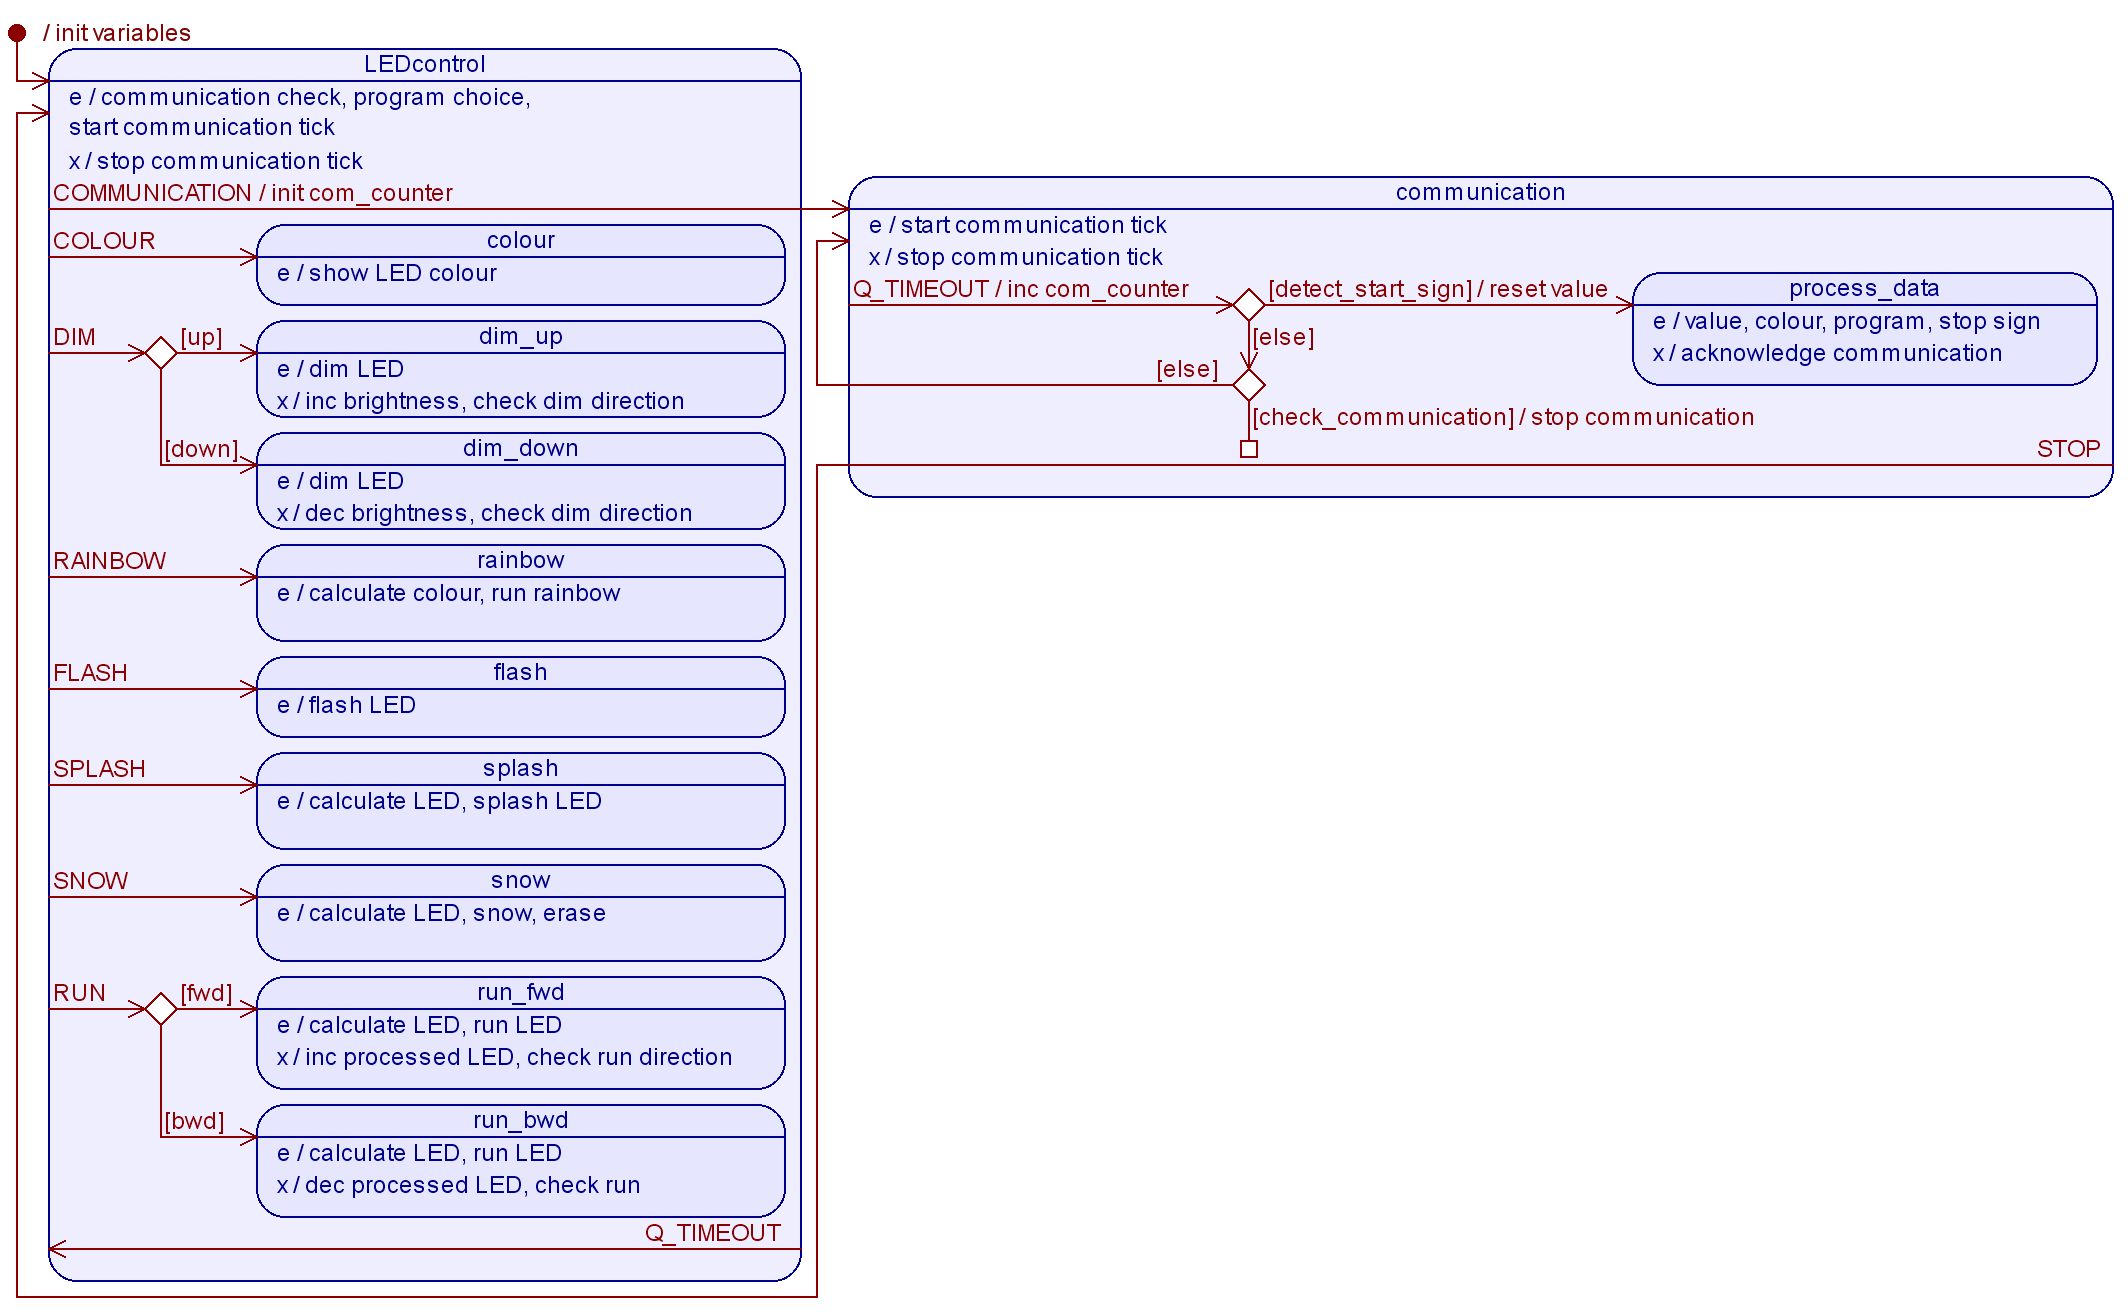 / init variables
LEDcontrol
e / communication check, program choice,
start communication tick
x / stop communication tick
COMMUNICATION / init com_counter
COLOUR
colour
e / show LED colour
DIM
[up]
dim_up
e / dim LED
x / inc brightness, check dim direction
[down]
dim_down
e / dim LED
x / dec brightness, check dim direction
RAINBOW
rainbow
e / calculate colour, run rainbow
FLASH
flash
e / flash LED
SPLASH
splash
e / calculate LED, splash LED
SNOW
snow
e / calculate LED, snow, erase
RUN
[fwd]
run_fwd
e / calculate LED, run LED
x / inc processed LED, check run direction
[bwd]
run_bwd
e / calculate LED, run LED
x / dec processed LED, check run
Q_TIMEOUT
communication
e / start communication tick
x / stop communication tick
Q_TIMEOUT / inc com_counter
[detect_start_sign] / reset value
process_data
e / value, colour, program, stop sign
x / acknowledge communication
[else]
[else]
[check_communication] / stop communication
STOP